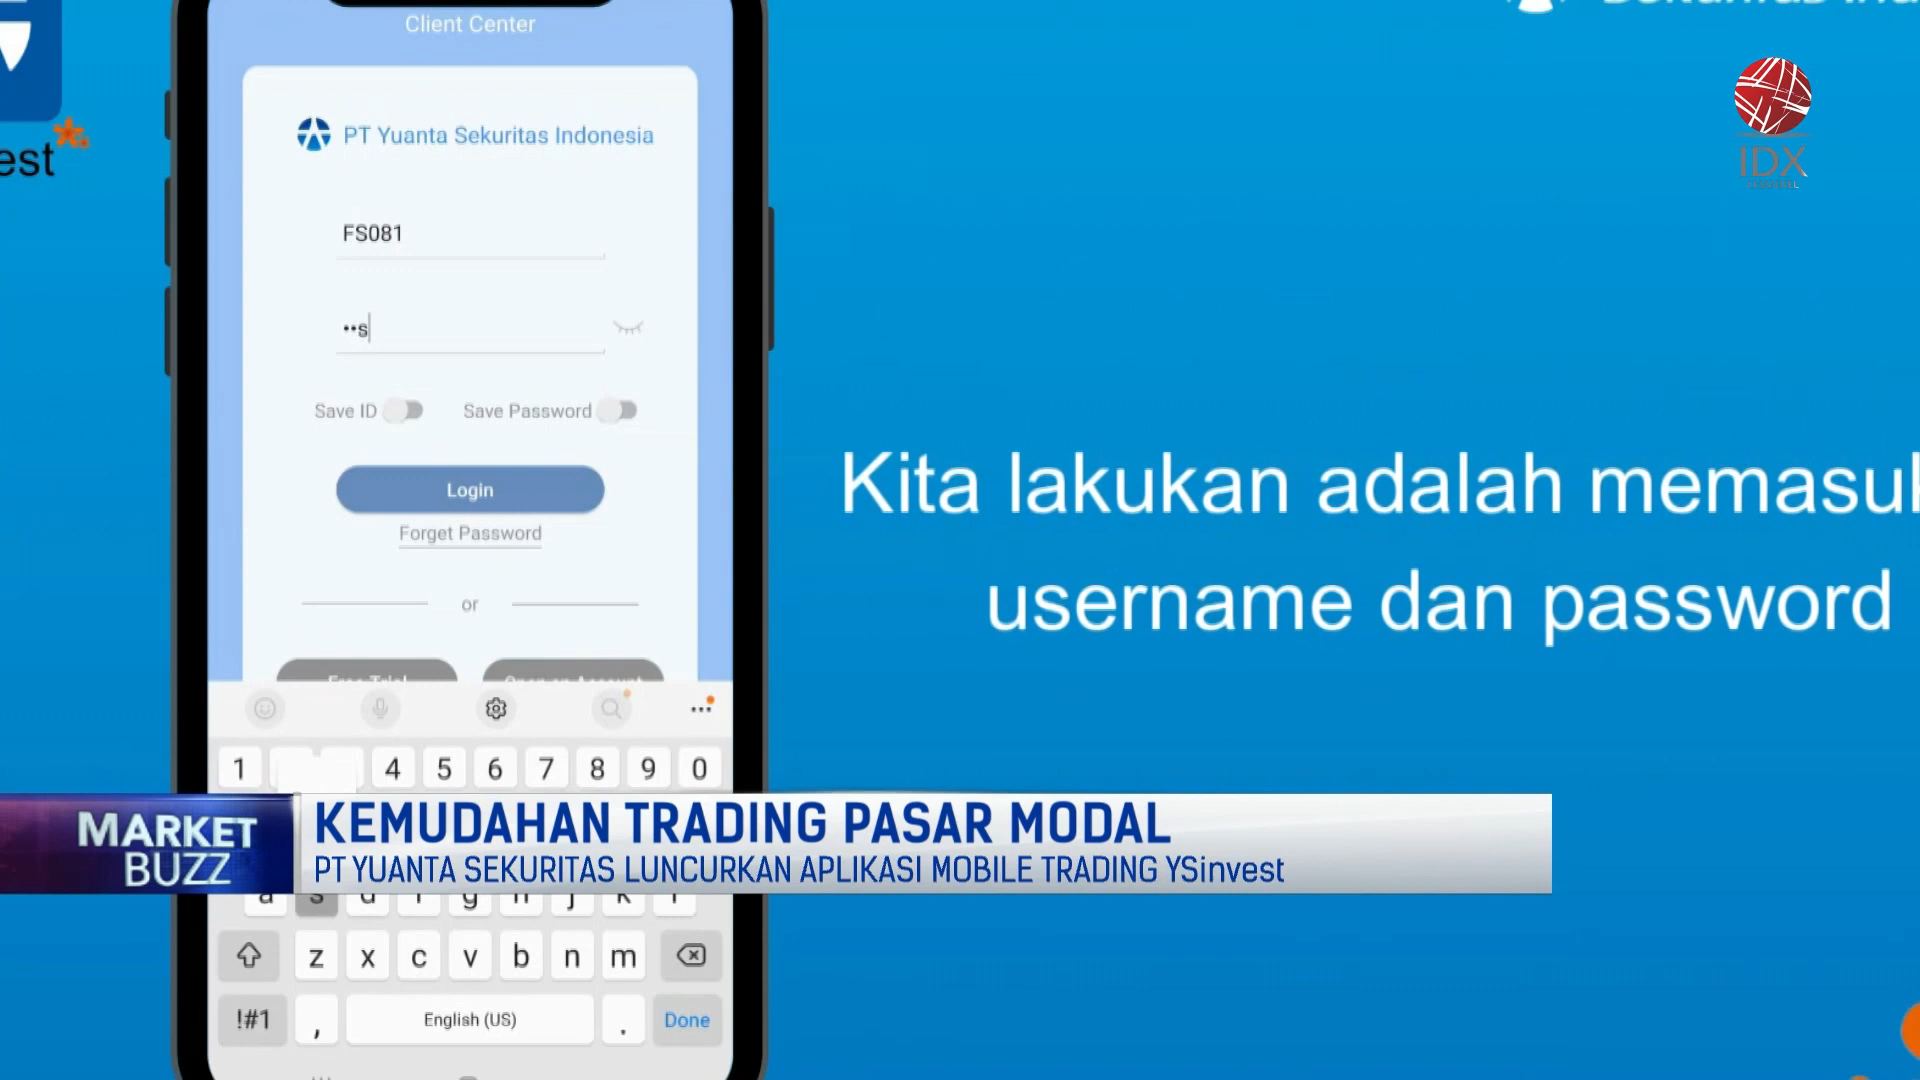 Client Center
PT Yuanta Sekuritas Indonesia
est
IDX
FS081
••s
Save ID
Save Password
Login
Forget Password
or
Kita lakukan adalah
username dan password
1 4 5 6 7 8 9 0
MARKET
BUZZ
KEMUDAHAN TRADING PASAR MODAL
PT YUANTA SEKURITAS LUNCURKAN APLIKASI MOBILE TRADING YSinvest
a s d f g h j k l
z x c v b n m
!#1 , English (US) . Done